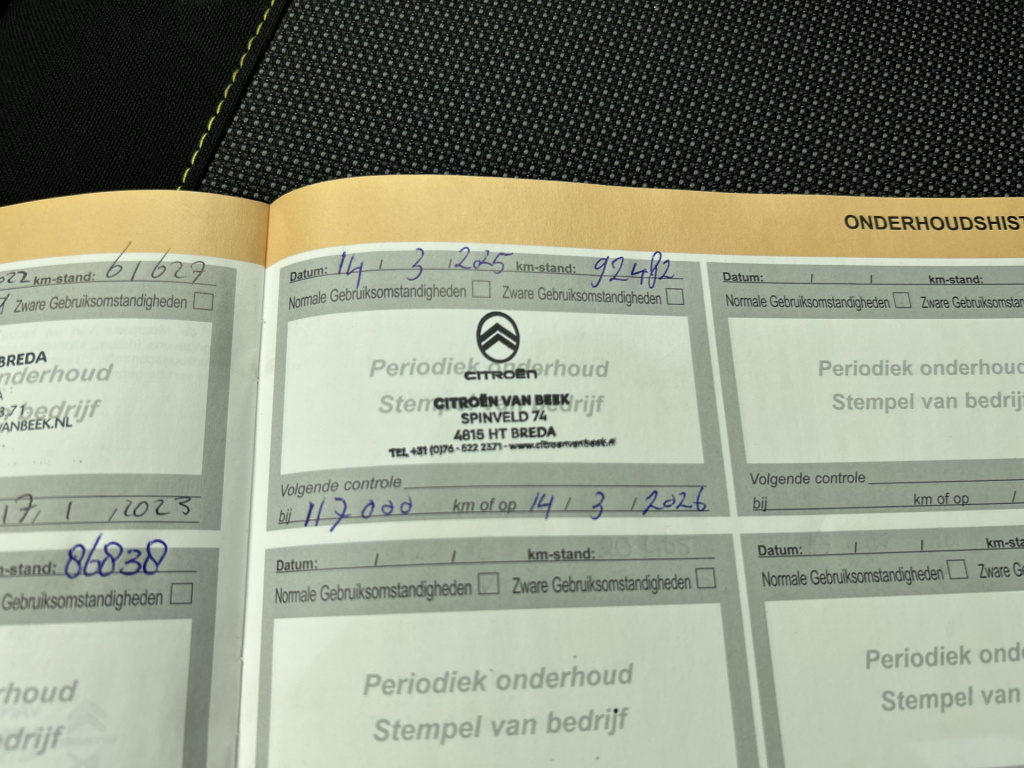 ONDERHOUDSHIST
022 km-stand: 61627
Zware Gebruiksomstandigheden
BREDA
nderhoud
bedrijf
VANBEEK.NL
17, 1 ,2023
n-stand: 86838
Gebruiksomstandigheden
rhoud
drijf
Datum: 14 / 3 ,2025 km-stand: 92482
Normale Gebruiksomstandigheden Zware Gebruiksomstandigheden
Periodiek onderhoud
Stempel van bedrijf
CITROËN
CITROËN VAN BEEK
SPINVELD 74
4815 HT BREDA
TEL +31 (0)76 - 522 2371 - www.citroenvanbeek.nl
Volgende controle
bij 117000 km of op 14 / 3 , 2026
Datum: / / km-stand:
Normale Gebruiksomstandigheden Zware Gebruiksomstandigheden
Periodiek onderhoud
Stempel van bedrijf
Datum: / / km-stand:
Normale Gebruiksomstandigheden Zware Gebruiksomstan
Periodiek onderhoud
Stempel van bedrijf
Volgende controle
bij km of op /
Datum: / / km-sta
Normale Gebruiksomstandigheden Zware Ge
Periodiek onde
Stempel van